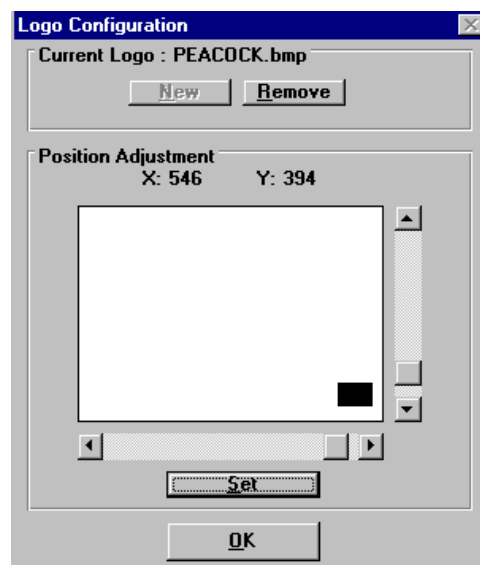 Logo Configuration
Current Logo : PEACOCK.bmp
New Remove
Position Adjustment
X: 546 Y: 394
Set
OK